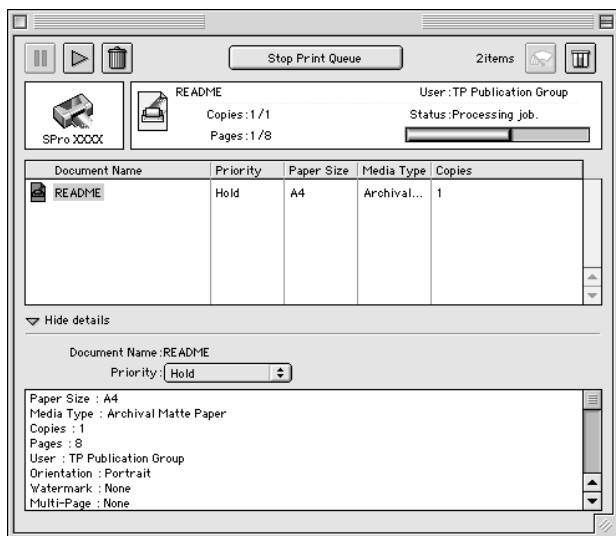 Stop Print Queue
2items
README
User :TP Publication Group
Copies :1/1
Status :Processing job.
Pages :1/8
SPro XXXX
Document Name Priority Paper Size Media Type Copies
README Hold A4 Archival... 1
Hide details
Document Name :README
Priority : Hold
Paper Size : A4
Media Type : Archival Matte Paper
Copies : 1
Pages : 8
User : TP Publication Group
Orientation : Portrait
Watermark : None
Multi-Page : None